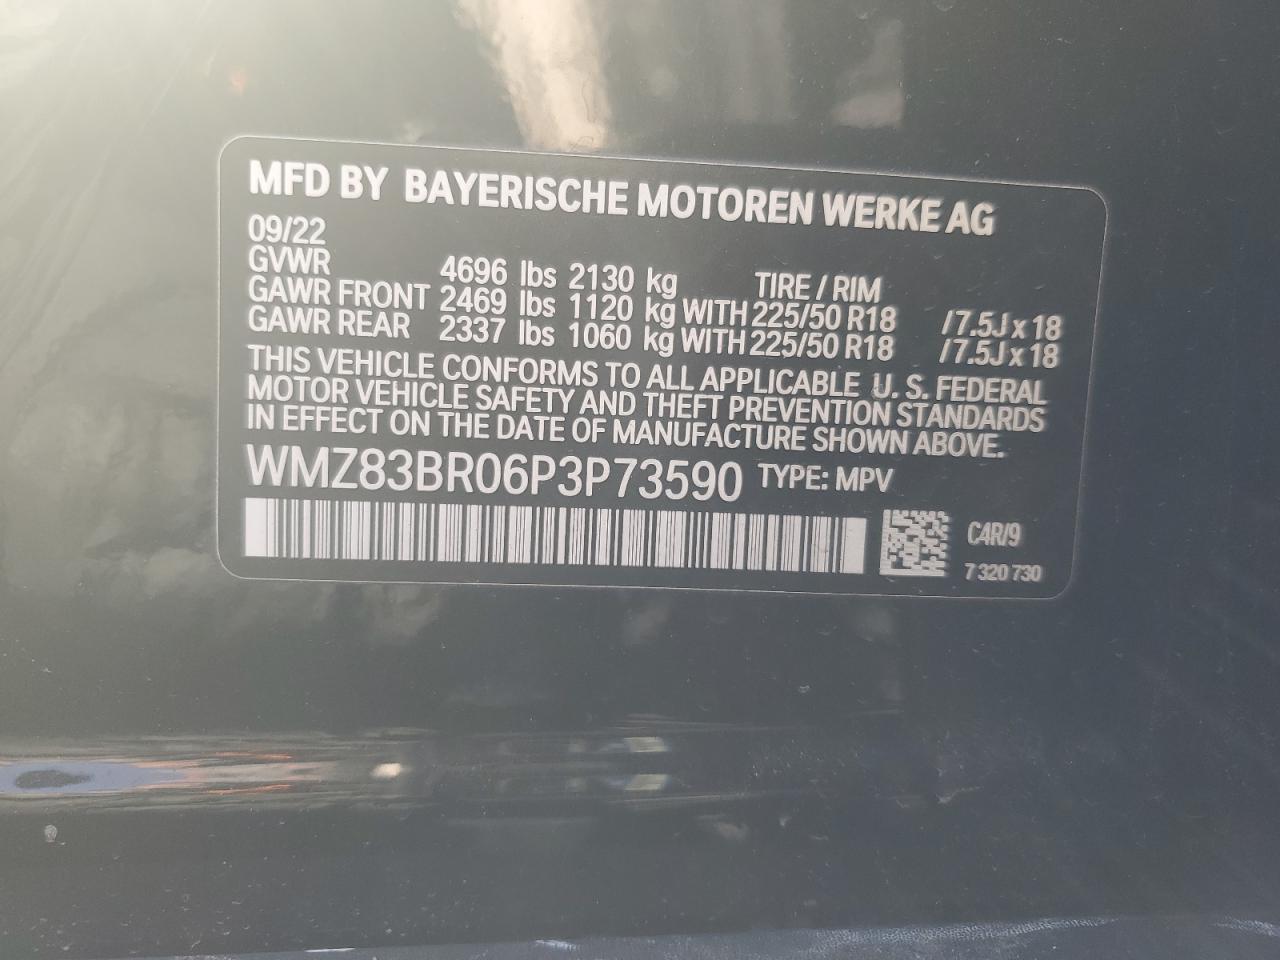 MFD BY BAYERISCHE MOTOREN WERKE AG
09/22
GVWR 4696 lbs 2130 kg TIRE / RIM
GAWR FRONT 2469 lbs 1120 kg WITH 225/50 R18 /7.5J x 18
GAWR REAR 2337 lbs 1060 kg WITH 225/50 R18 /7.5J x 18
THIS VEHICLE CONFORMS TO ALL APPLICABLE U. S. FEDERAL
MOTOR VEHICLE SAFETY AND THEFT PREVENTION STANDARDS
IN EFFECT ON THE DATE OF MANUFACTURE SHOWN ABOVE.
WMZ83BR06P3P73590 TYPE: MPV
C4R/9
7 320 730